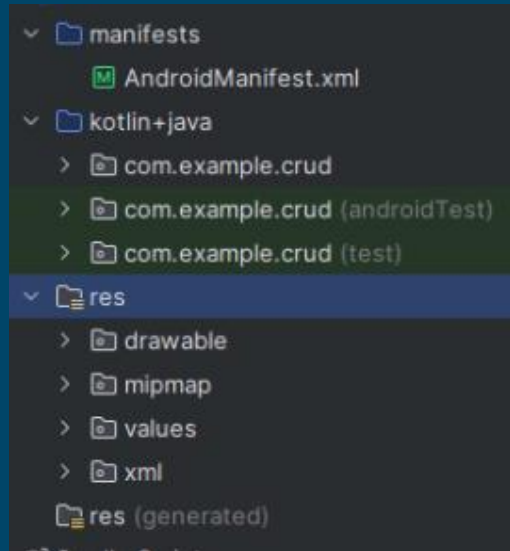 manifests
AndroidManifest.xml
kotlin+java
com.example.crud
com.example.crud (androidTest)
com.example.crud (test)
res
drawable
mipmap
values
xml
res (generated)